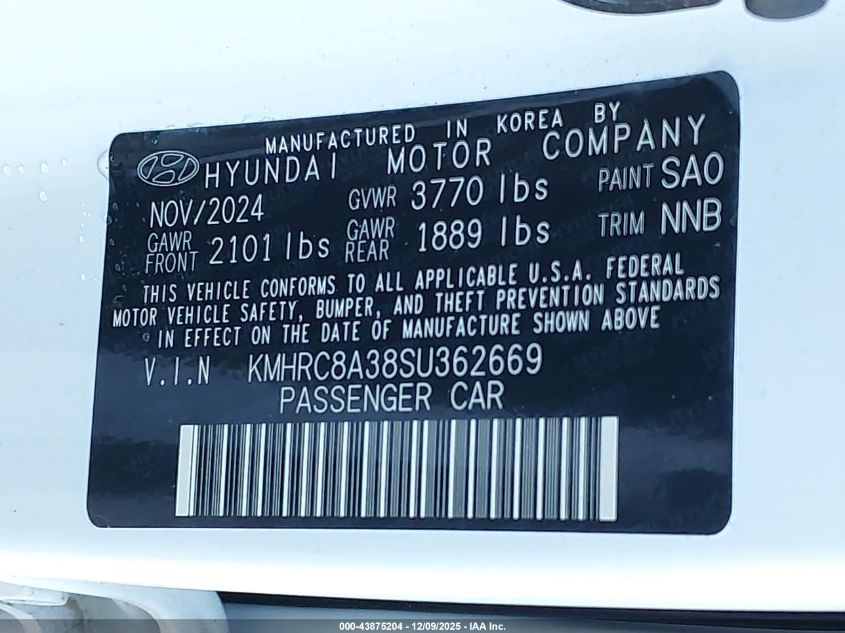 MANUFACTURED IN KOREA BY
HYUNDAI MOTOR COMPANY
NOV/2024 GVWR 3770 lbs PAINT SAO
GAWR FRONT 2101 lbs GAWR REAR 1889 lbs TRIM NNB
THIS VEHICLE CONFORMS TO ALL APPLICABLE U.S.A. FEDERAL
MOTOR VEHICLE SAFETY, BUMPER, AND THEFT PREVENTION STANDARDS
IN EFFECT ON THE DATE OF MANUFACTURE SHOWN ABOVE
V.I.N KMHRC8A38SU362669
PASSENGER CAR
000-43875204 - 12/09/2025 - IAA Inc.